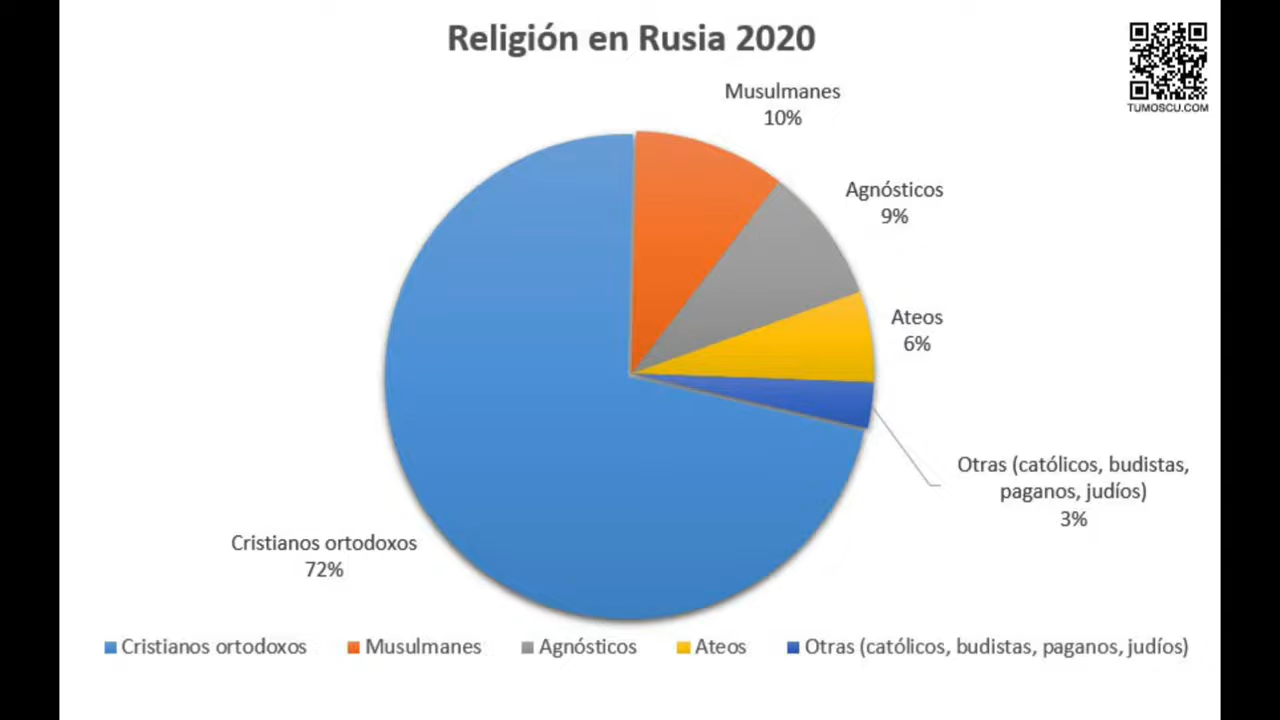 Religión en Rusia 2020
TUMOSCU.COM
Musulmanes
10%
Agnósticos
9%
Ateos
6%
Otras (católicos, budistas,
paganos, judíos)
3%
Cristianos ortodoxos
72%
Cristianos ortodoxos
Musulmanes
Agnósticos
Ateos
Otras (católicos, budistas, paganos, judíos)